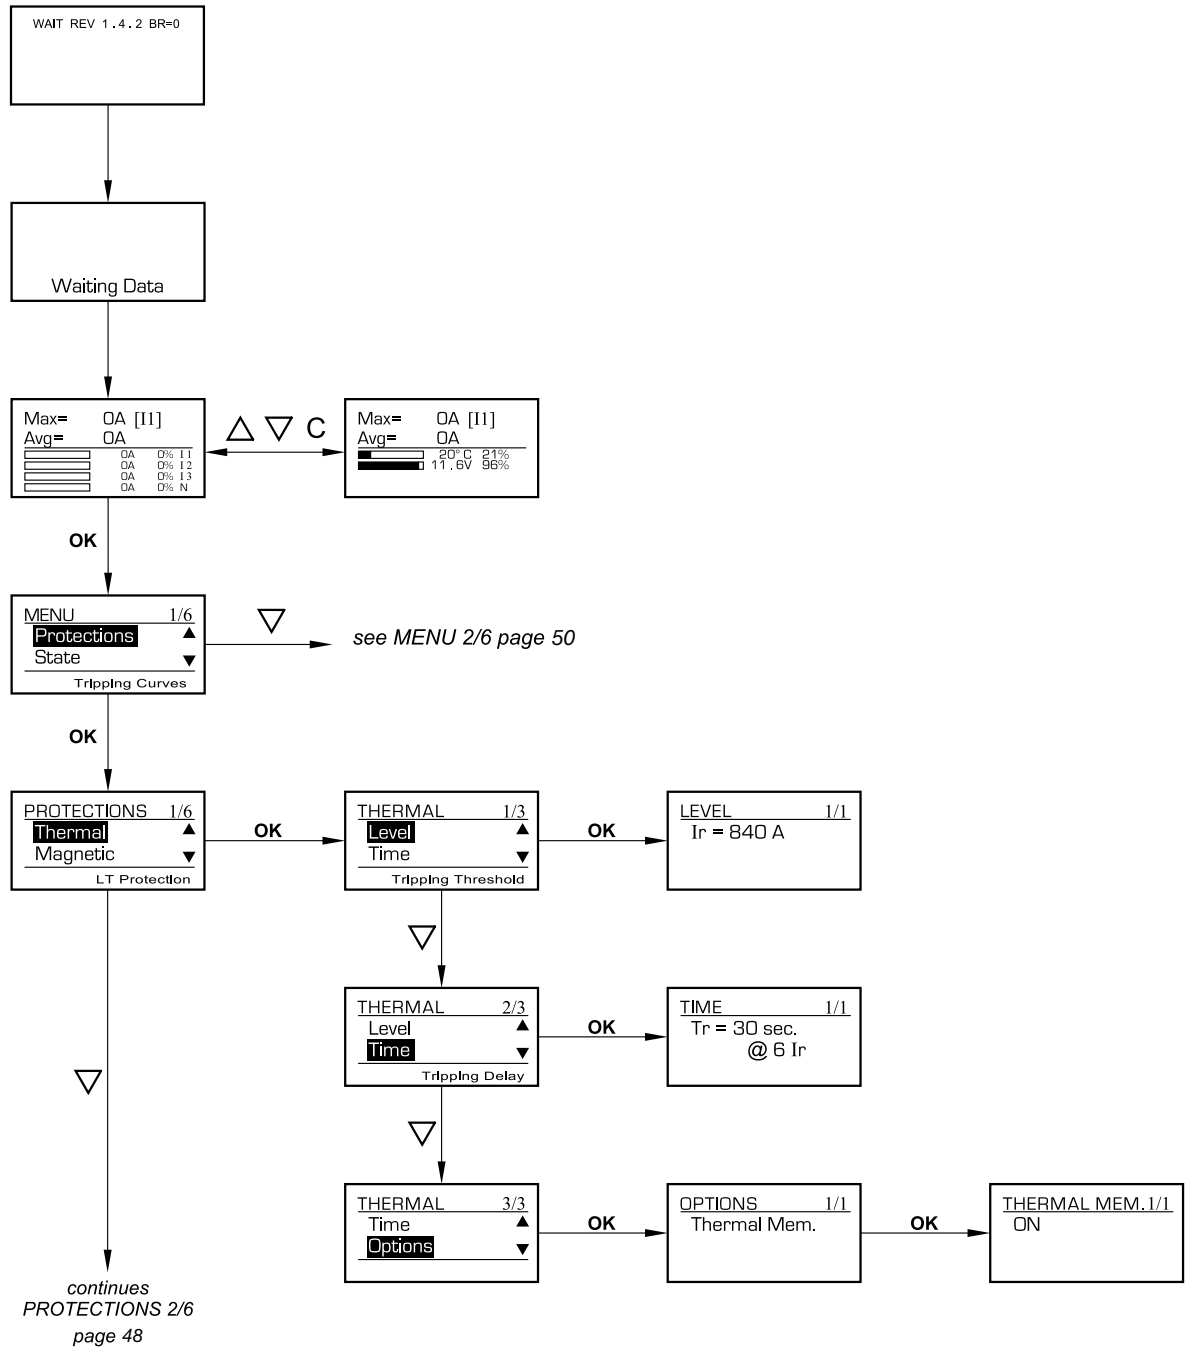 WAIT REV 1.4.2 BR=0
Waiting Data
Max= 0A [I1]
Avg= 0A
0A 0% I1
0A 0% I2
0A 0% I3
0A 0% N
C
Max= 0A [I1]
Avg= 0A
20°C 21%
11,6V 96%
OK
MENU 1/6
Protections
State
Tripping Curves
see MENU 2/6 page 50
OK
PROTECTIONS 1/6
Thermal
Magnetic
LT Protection
OK
THERMAL 1/3
Level
Time
Tripping Threshold
OK
LEVEL 1/1
Ir = 840 A
THERMAL 2/3
Level
Time
Tripping Delay
OK
TIME 1/1
Tr = 30 sec.
@ 6 Ir
THERMAL 3/3
Time
Options
OK
OPTIONS 1/1
Thermal Mem.
OK
THERMAL MEM. 1/1
ON
continues
PROTECTIONS 2/6
page 48